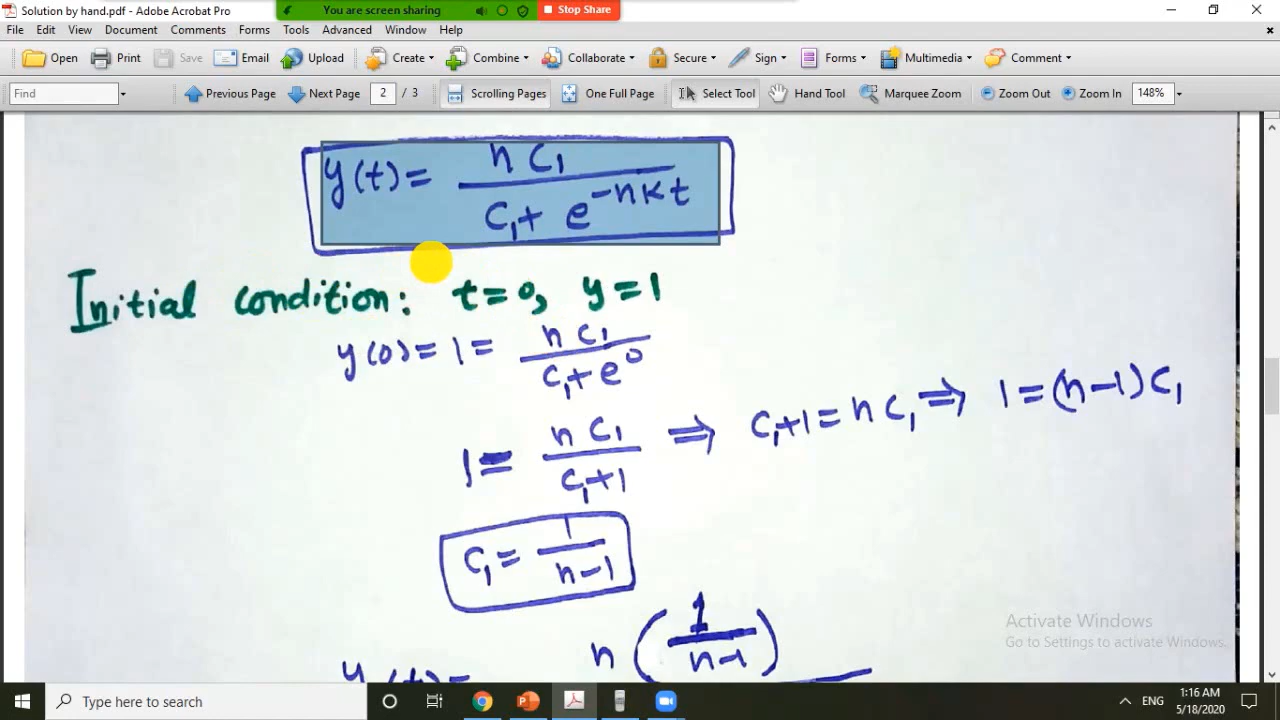 Solution by hand.pdf - Adobe Acrobat Pro
You are screen sharing
Stop Share
File Edit View Document Comments Forms Tools Advanced Window Help
Open Print Save Email Upload Create Combine Collaborate Secure Sign Forms Multimedia Comment
Find Previous Page Next Page 2 / 3 Scrolling Pages One Full Page Select Tool Hand Tool Marquee Zoom Zoom Out Zoom In 148%
y(t) = n C₁ / (C₁ + e^(-nkt))
Initial condition: t=0, y=1
y(0) = 1 = n C₁ / (C₁ + e^0)
1 = n C₁ / (C₁ + 1) ⇒ C₁+1 = n C₁ ⇒ 1 = (n-1) C₁
C₁ = 1 / (n-1)
y(t) = n (1 / (n-1))
Activate Windows
Go to Settings to activate Windows.
Type here to search
ENG
1:16 AM
5/18/2020